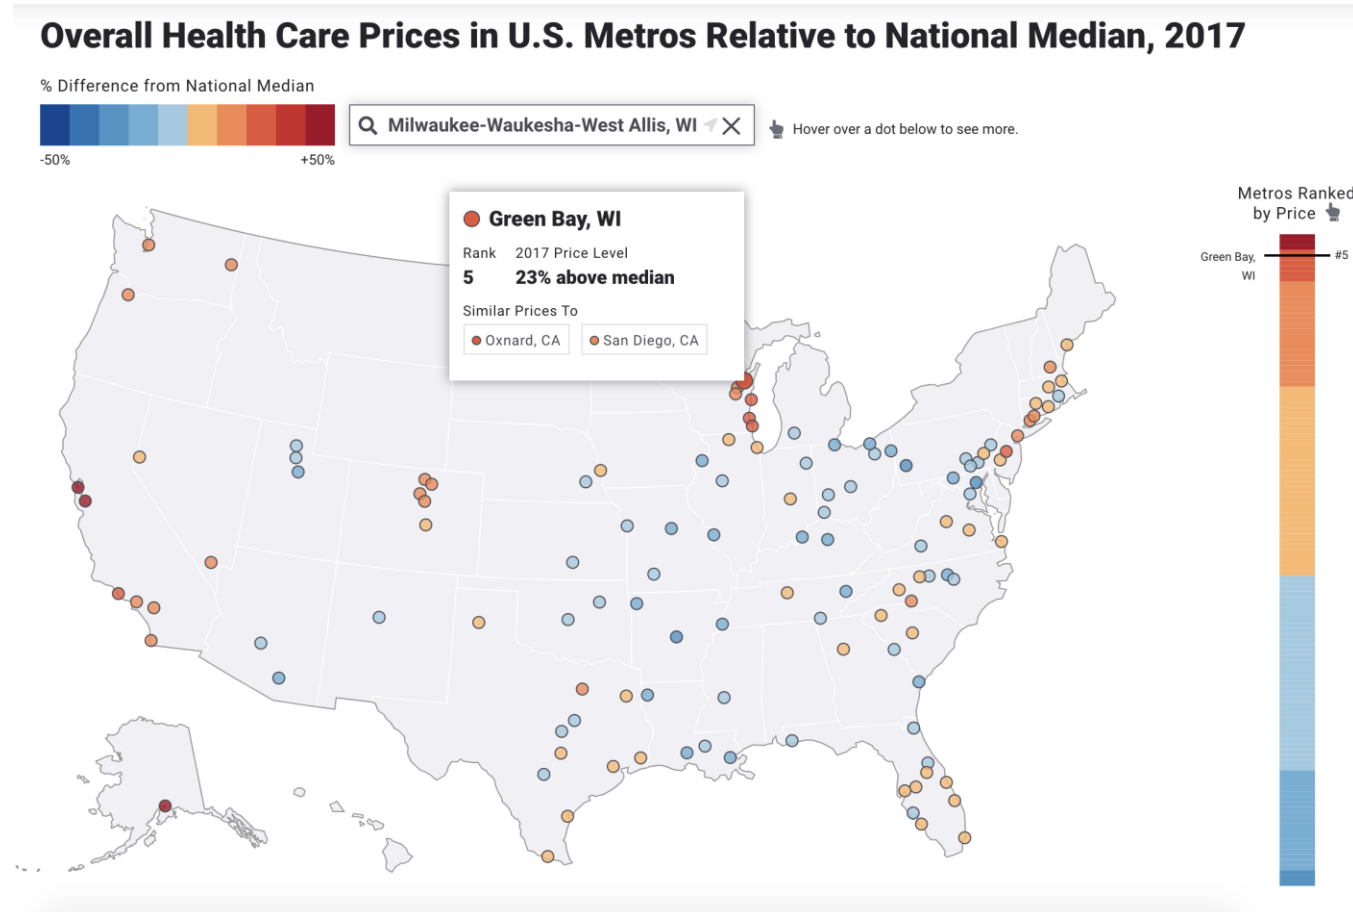 Overall Health Care Prices in U.S. Metros Relative to National Median, 2017
% Difference from National Median
-50%
+50%
Milwaukee-Waukesha-West Allis, WI
Hover over a dot below to see more.
Green Bay, WI
Rank 2017 Price Level
5 23% above median
Similar Prices To
Oxnard, CA San Diego, CA
Metros Ranked
by Price
Green Bay,
WI
#5